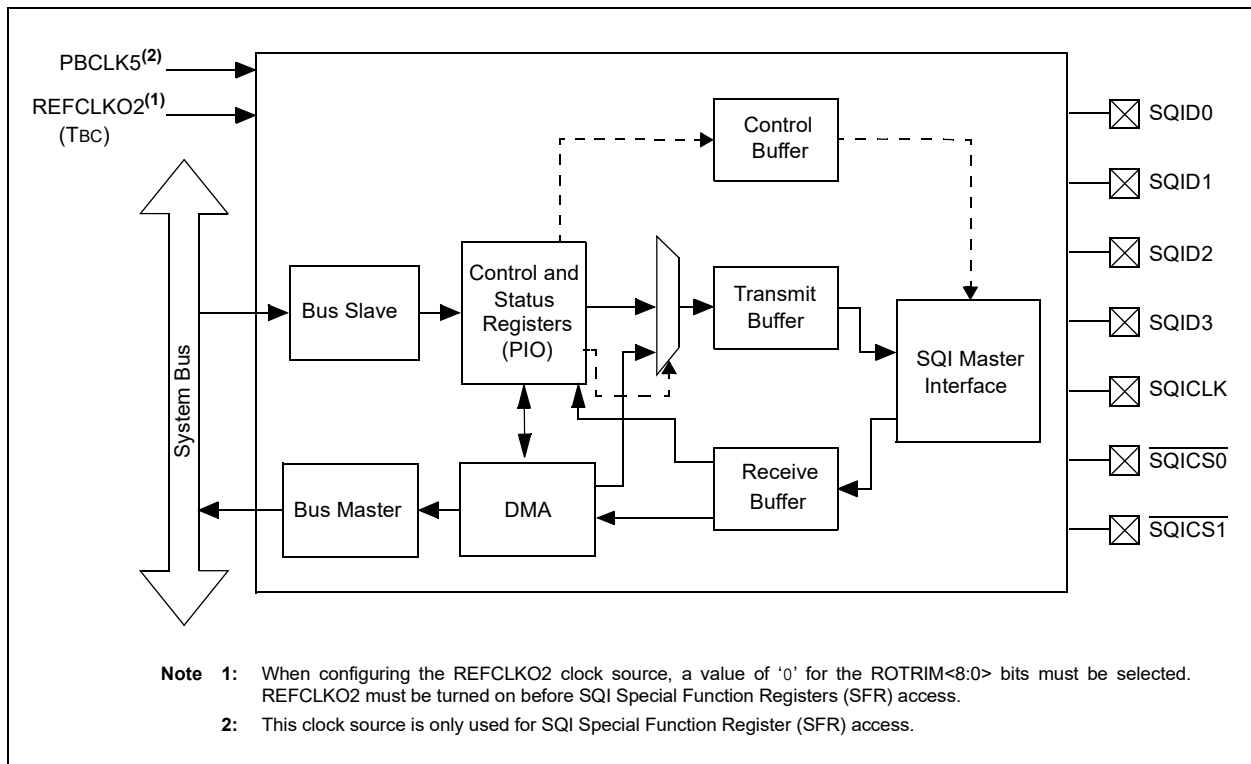 PBCLK5(2)
REFCLKO2(1)
(TBC)
System Bus
Bus Slave
Control and
Status
Registers
(PIO)
Control
Buffer
Transmit
Buffer
SQI Master
Interface
Bus Master
DMA
Receive
Buffer
SQID0
SQID1
SQID2
SQID3
SQICLK
SQICS0
SQICS1
Note 1: When configuring the REFCLKO2 clock source, a value of ‘0’ for the ROTRIM<8:0> bits must be selected.
REFCLKO2 must be turned on before SQI Special Function Registers (SFR) access.
2: This clock source is only used for SQI Special Function Register (SFR) access.